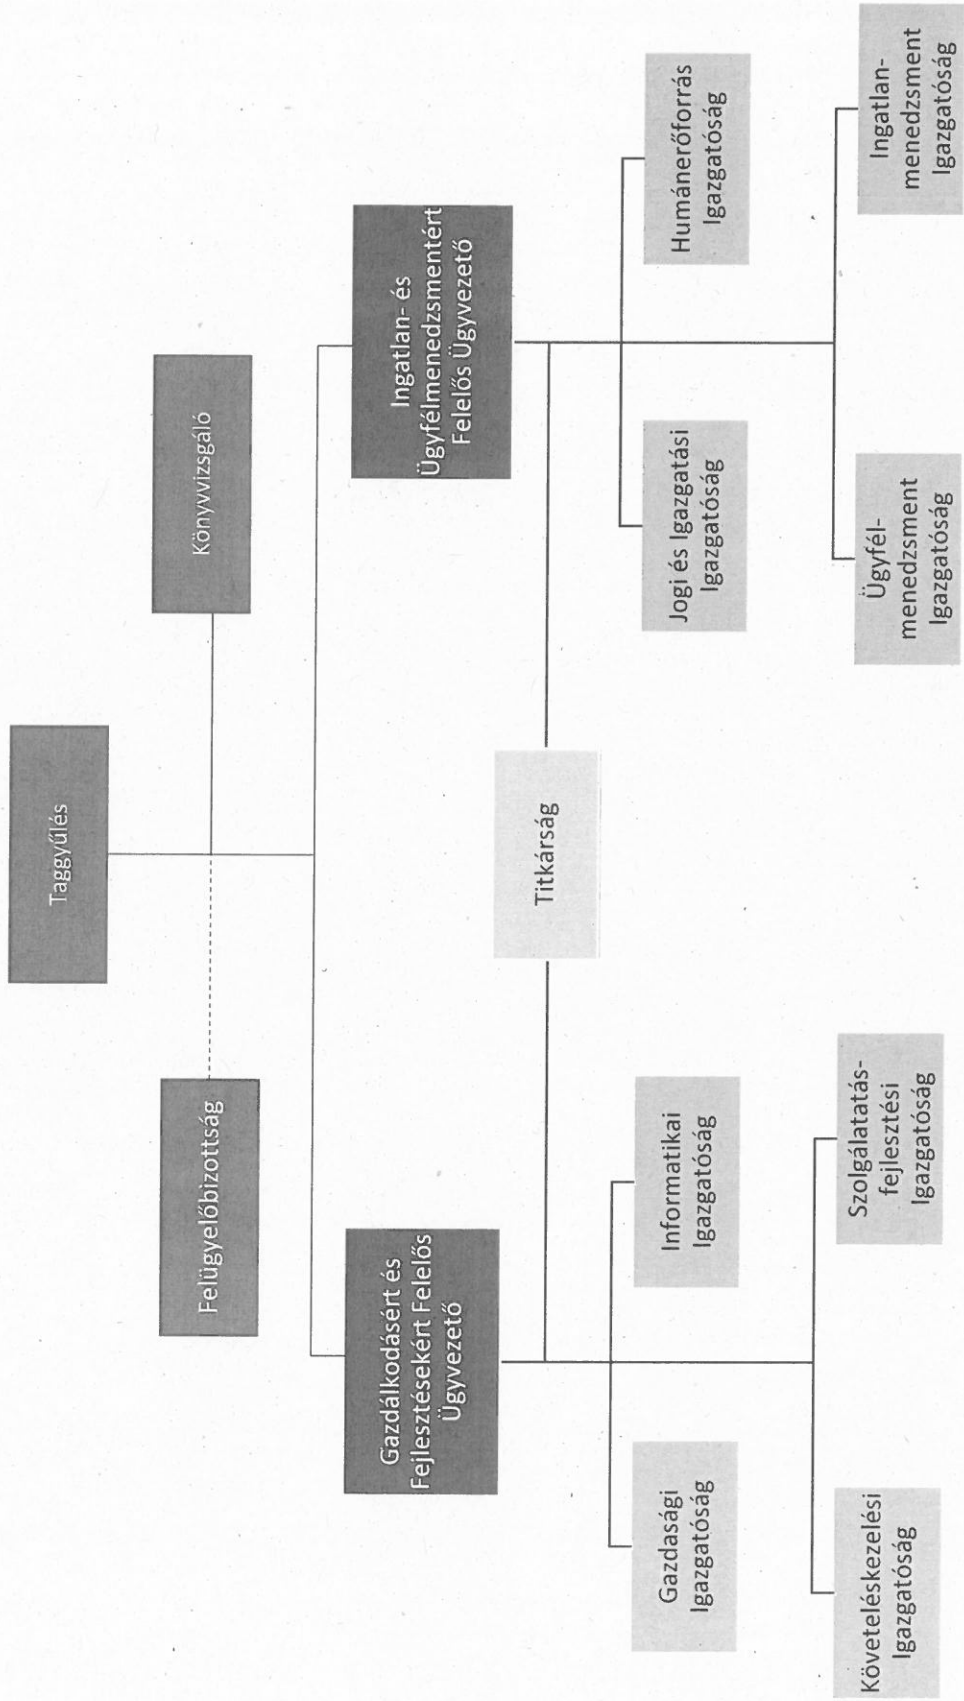 Taggyűlés
Felügyelőbizottság
Könyvvizsgáló
Gazdálkodásért és
Fejlesztésekért Felelős
Ügyvezető
Ingatlan- és
Ügyfélmenedzsmentért
Felelős Ügyvezető
Titkárság
Gazdasági
Igazgatóság
Informatikai
Igazgatóság
Jogi és Igazgatási
Igazgatóság
Humánerőforrás
Igazgatóság
Követeléskezelési
Igazgatóság
Szolgálatatás-
fejlesztési
Igazgatóság
Ügyfél-
menedzsment
Igazgatóság
Ingatlan-
menedzsment
Igazgatóság